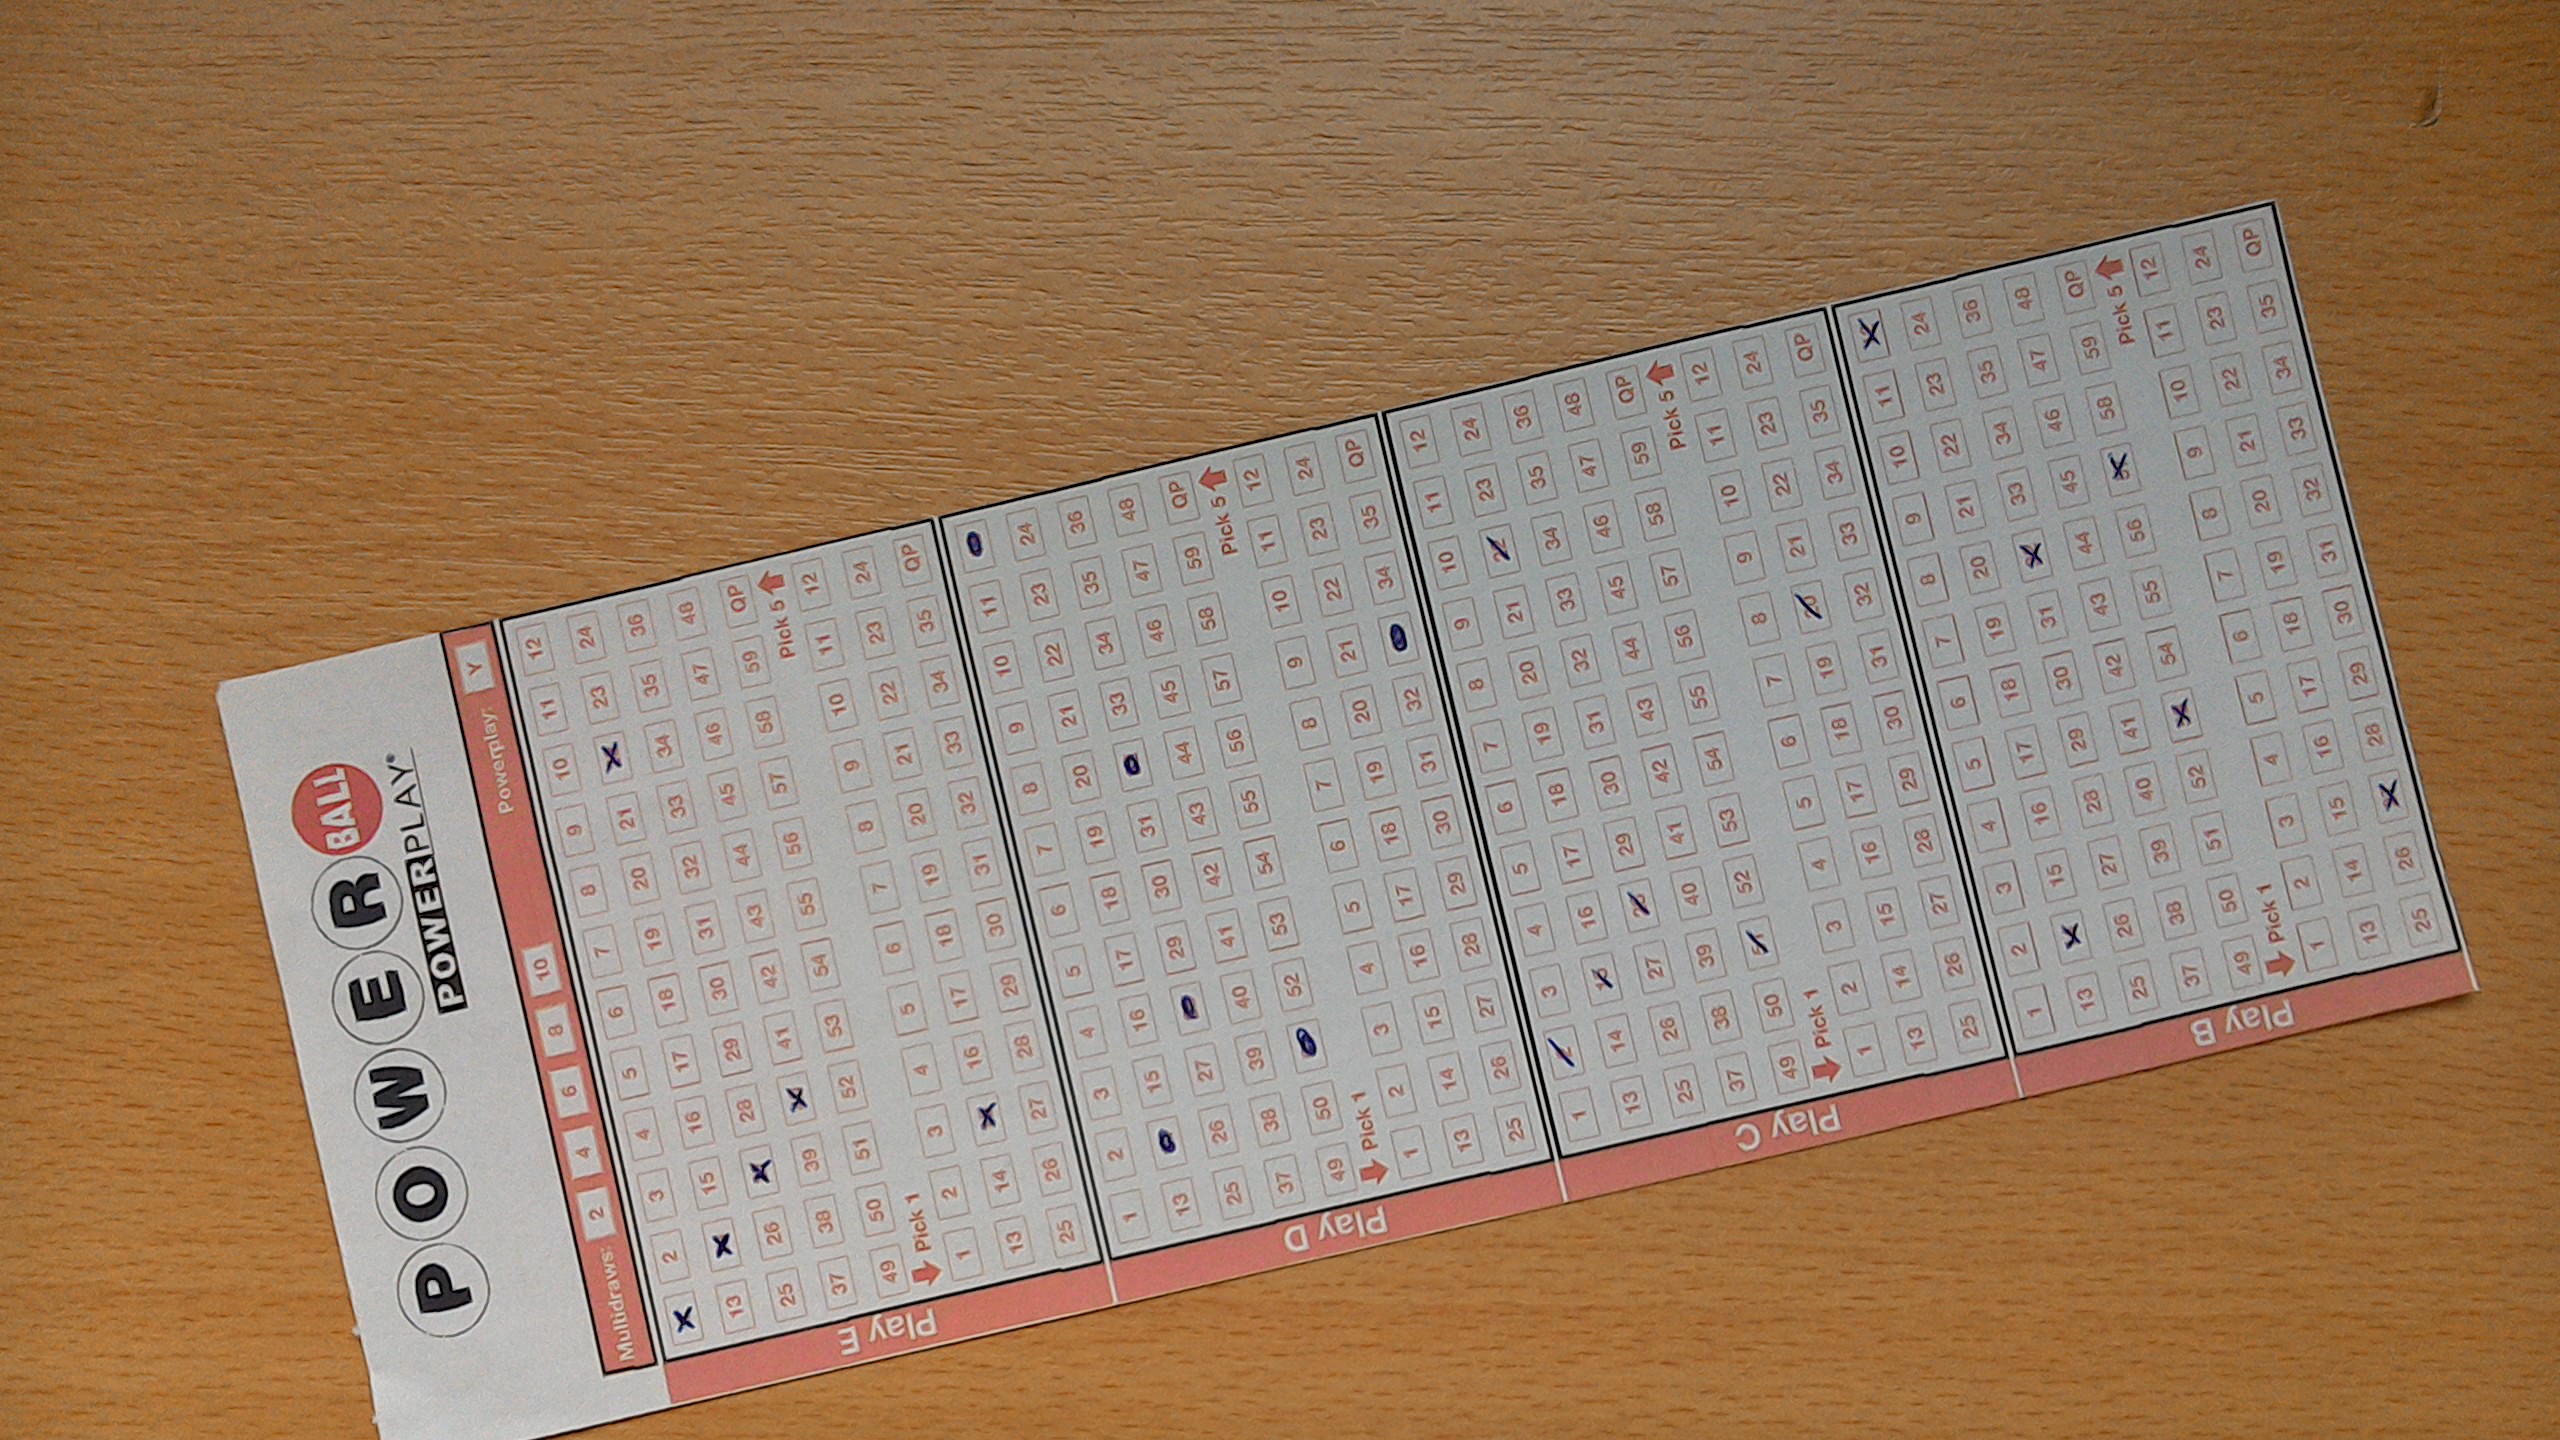 POWERBALL
POWERPLAY®
Multidraws: 2 4 6 8 10 Powerplay: Y
Play E
2 3 4 5 6 7 8 9 10 11 12
13 15 16 17 18 19 20 21 23 24
25 26 28 29 30 31 32 33 34 35 36
37 38 39 41 42 43 44 45 46 47 48
49 50 51 52 53 54 55 56 57 58 59 QP
Pick 1 Pick 5
1 2 3 4 5 6 7 8 9 10 11 12
13 14 16 17 18 19 20 21 22 23 24
25 26 27 28 29 30 31 32 33 34 35 QP
Play D
1 2 3 4 5 6 7 8 9 10 11
13 15 16 17 18 19 20 21 22 23 24
25 26 27 29 30 31 33 34 35 36
37 38 39 40 41 42 43 44 45 46 47 48
49 50 52 53 54 55 56 57 58 59 QP
Pick 1 Pick 5
1 2 3 4 5 6 7 8 9 10 11 12
13 14 15 16 17 18 19 20 21 22 23 24
25 26 27 28 29 30 31 32 34 35 QP
Play C
1 2 3 4 5 6 7 8 9 10 11 12
13 14 15 16 17 18 19 20 21 22 23 24
25 26 27 28 29 30 31 32 33 34 35 36
37 38 39 40 41 42 43 44 45 46 47 48
49 50 51 52 53 54 55 56 57 58 59 QP
Pick 1 Pick 5
1 2 3 4 5 6 7 8 9 10 11 12
13 14 15 16 17 18 19 20 21 22 23 24
25 26 27 28 29 30 31 32 33 34 35 QP
Play B
1 2 3 4 5 6 7 8 9 10 11
13 15 16 17 18 19 20 21 22 23 24
25 26 27 28 29 30 31 33 34 35 36
37 38 39 40 41 42 43 44 45 46 47 48
49 50 51 52 54 55 56 58 59 QP
Pick 1 Pick 5
1 2 3 4 5 6 7 8 9 10 11 12
13 14 15 16 17 18 19 20 21 22 23 24
25 26 28 29 30 31 32 33 34 35 QP